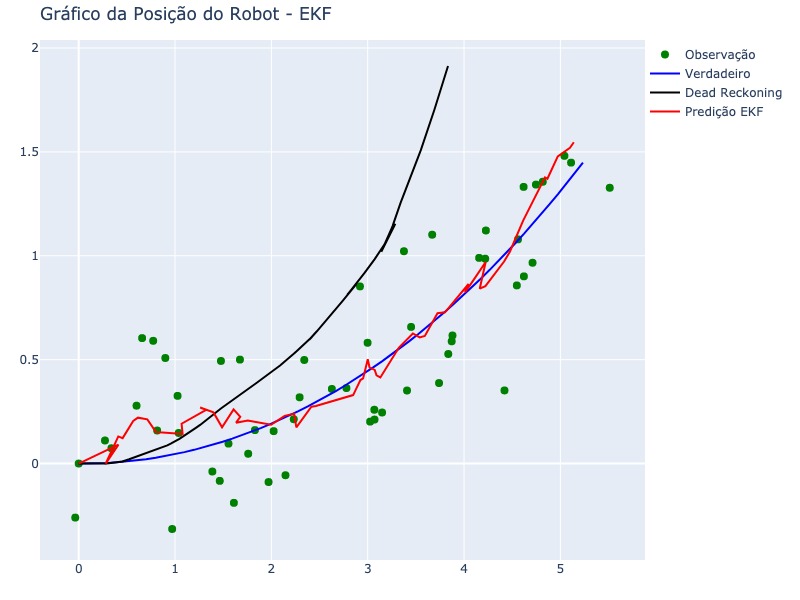 Gráfico da Posição do Robot - EKF
2
1.5
1
0.5
0
0 1 2 3 4 5
Observação
Verdadeiro
Dead Reckoning
Predição EKF